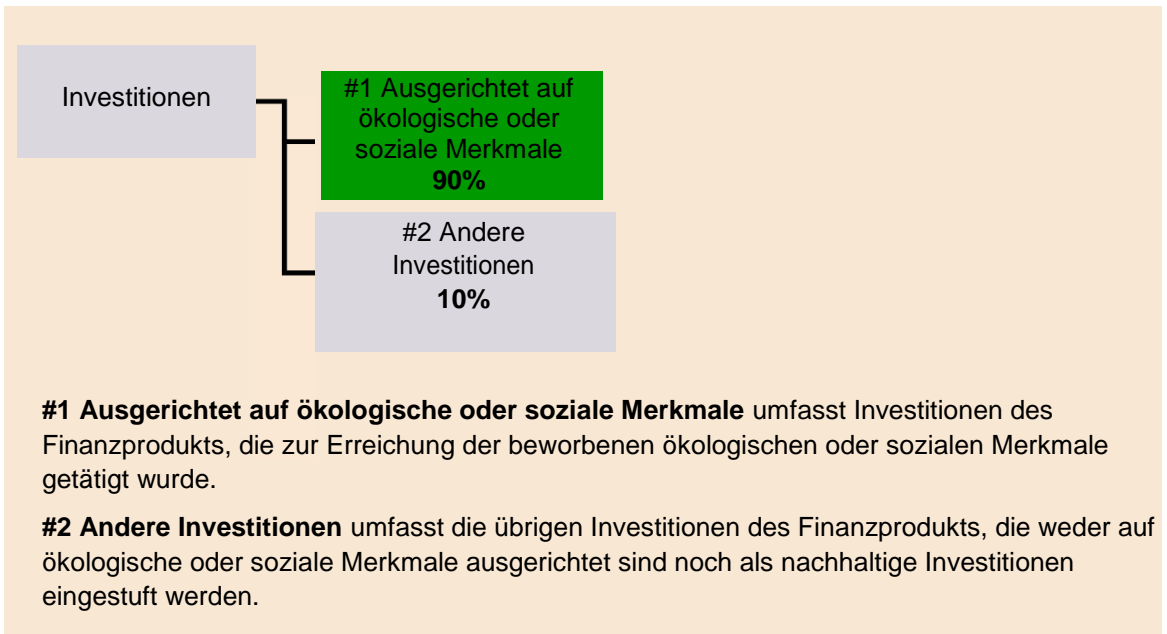 Investitionen
#1 Ausgerichtet auf
ökologische oder
soziale Merkmale
90%
#2 Andere
Investitionen
10%
#1 Ausgerichtet auf ökologische oder soziale Merkmale umfasst Investitionen des
Finanzprodukts, die zur Erreichung der beworbenen ökologischen oder sozialen Merkmale
getätigt wurde.
#2 Andere Investitionen umfasst die übrigen Investitionen des Finanzprodukts, die weder auf
ökologische oder soziale Merkmale ausgerichtet sind noch als nachhaltige Investitionen
eingestuft werden.